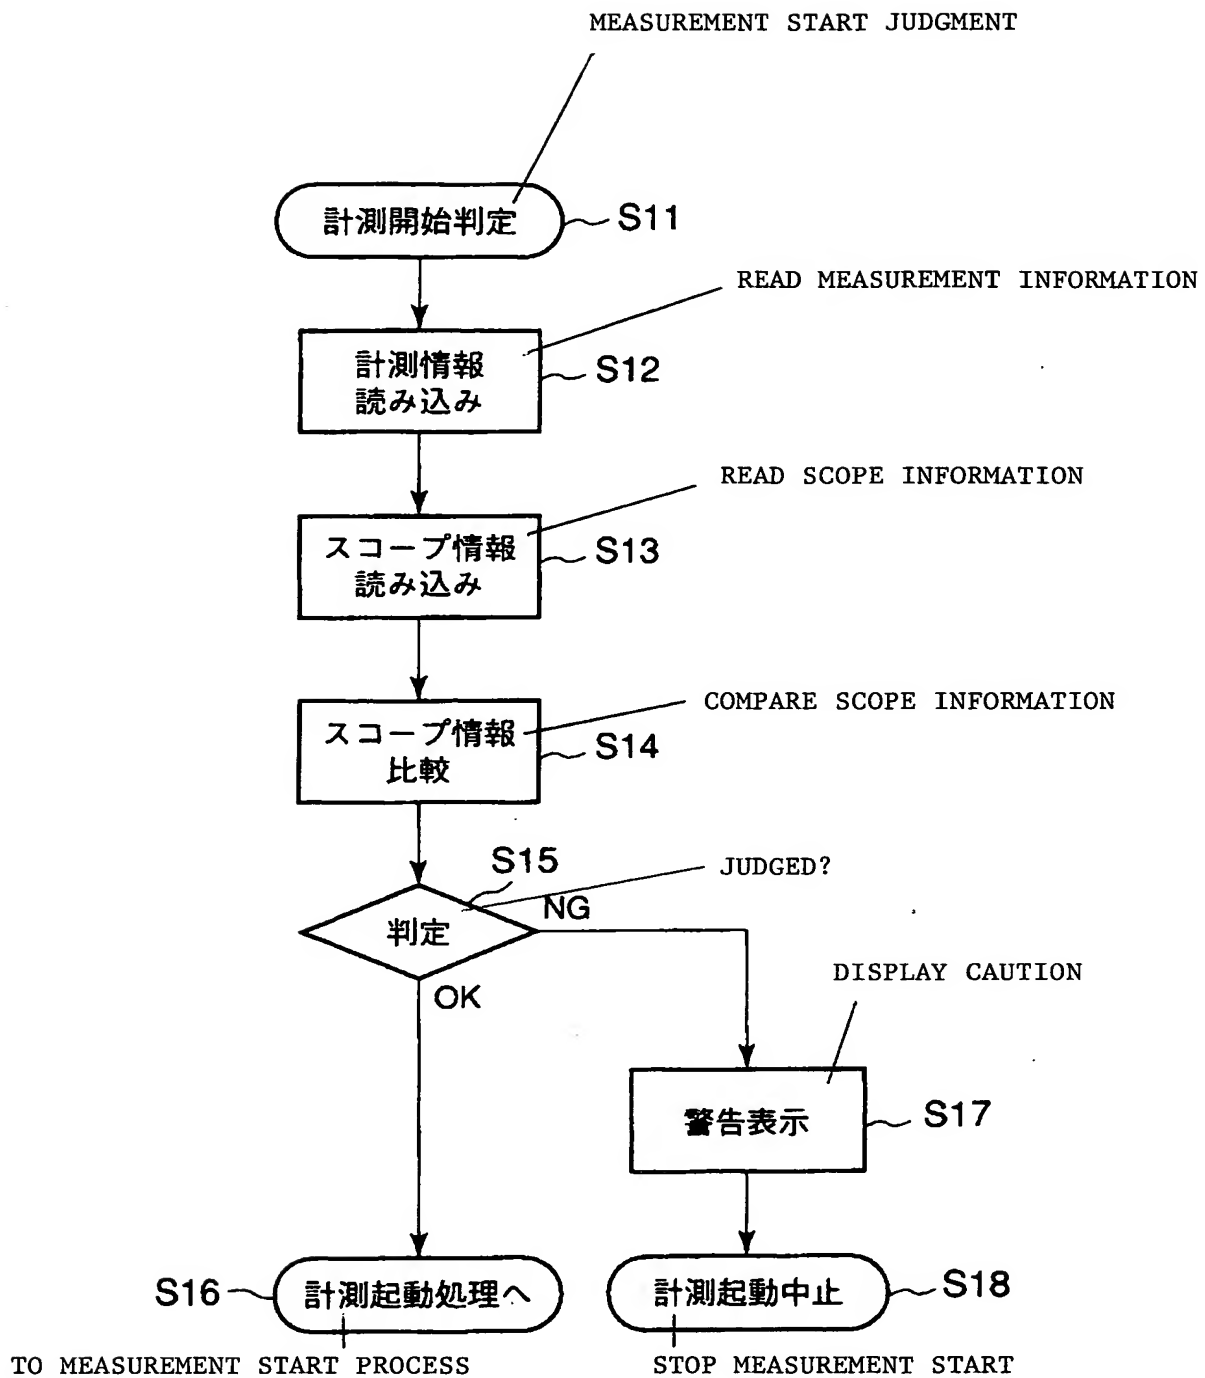 MEASUREMENT START JUDGMENT
計測開始判定
S11
READ MEASUREMENT INFORMATION
計測情報
読み込み
S12
READ SCOPE INFORMATION
スコープ情報
読み込み
S13
COMPARE SCOPE INFORMATION
スコープ情報
比較
S14
S15
JUDGED?
判定
NG
OK
DISPLAY CAUTION
警告表示
S17
S16
計測起動処理へ
計測起動中止
S18
TO MEASUREMENT START PROCESS
STOP MEASUREMENT START